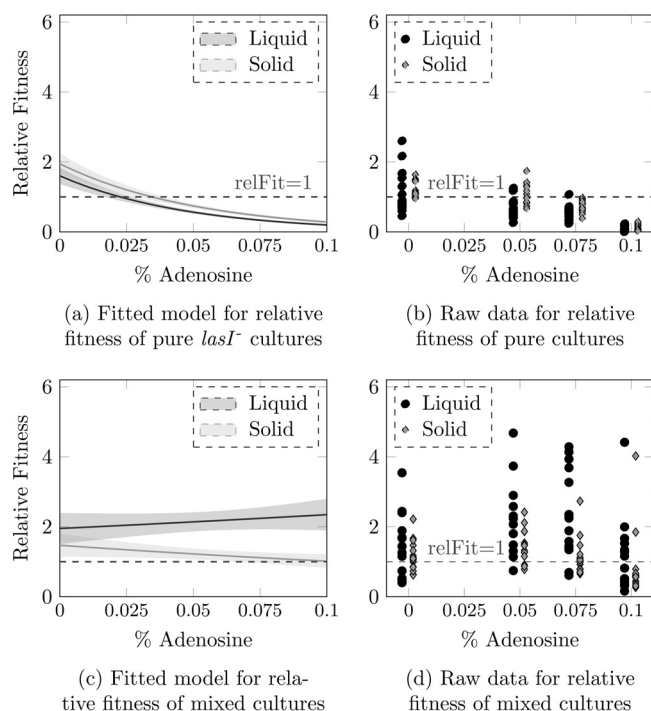 6
4
2
0
Relative Fitness
Liquid
Solid
relFit=1
0
0.025
0.05
0.075
0.1
% Adenosine
(a) Fitted model for relative
fitness of pure lasI- cultures
6
4
2
0
Liquid
Solid
relFit=1
0
0.025
0.05
0.075
0.1
% Adenosine
(b) Raw data for relative
fitness of pure cultures
6
4
2
0
Relative Fitness
Liquid
Solid
0
0.025
0.05
0.075
0.1
% Adenosine
(c) Fitted model for rela-
tive fitness of mixed cultures
6
4
2
0
Liquid
Solid
relFit=1
0
0.025
0.05
0.075
0.1
% Adenosine
(d) Raw data for relative
fitness of mixed cultures